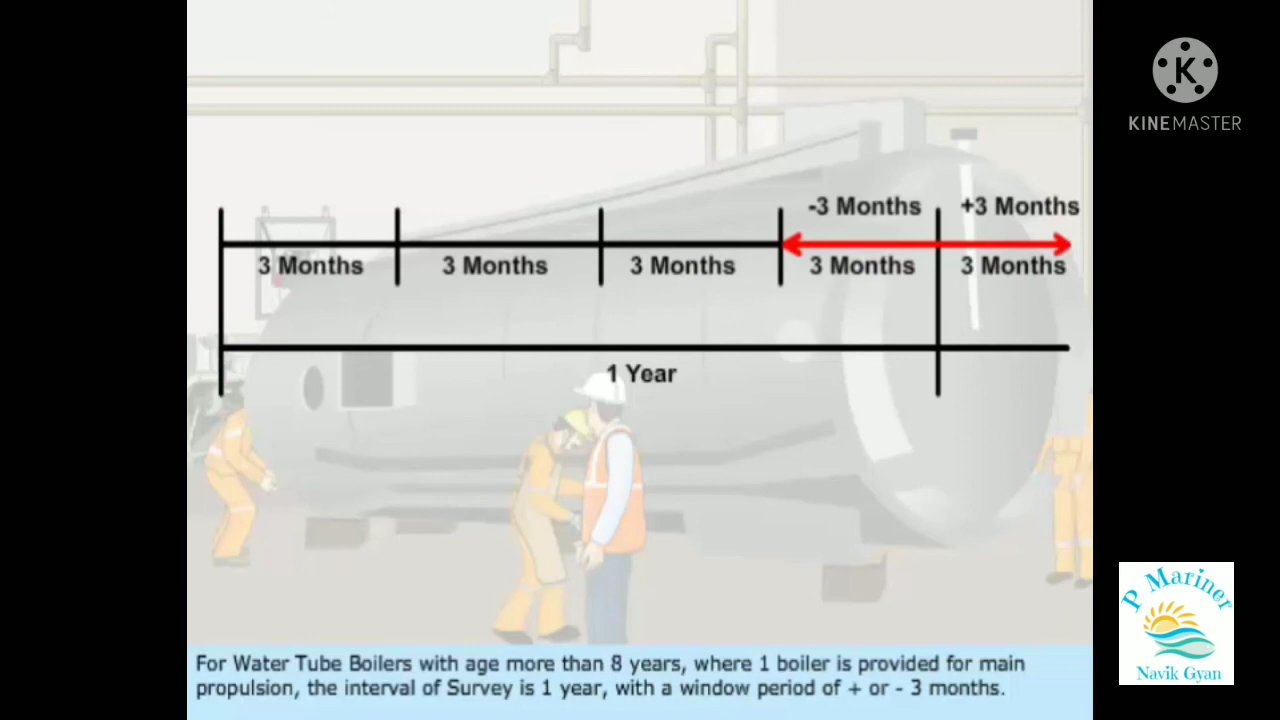 K
KINEMASTER
-3 Months +3 Months
3 Months 3 Months 3 Months 3 Months 3 Months
1 Year
For Water Tube Boilers with age more than 8 years, where 1 boiler is provided for main
propulsion, the interval of Survey is 1 year, with a window period of + or - 3 months.
P Mariner
Navik Gyan